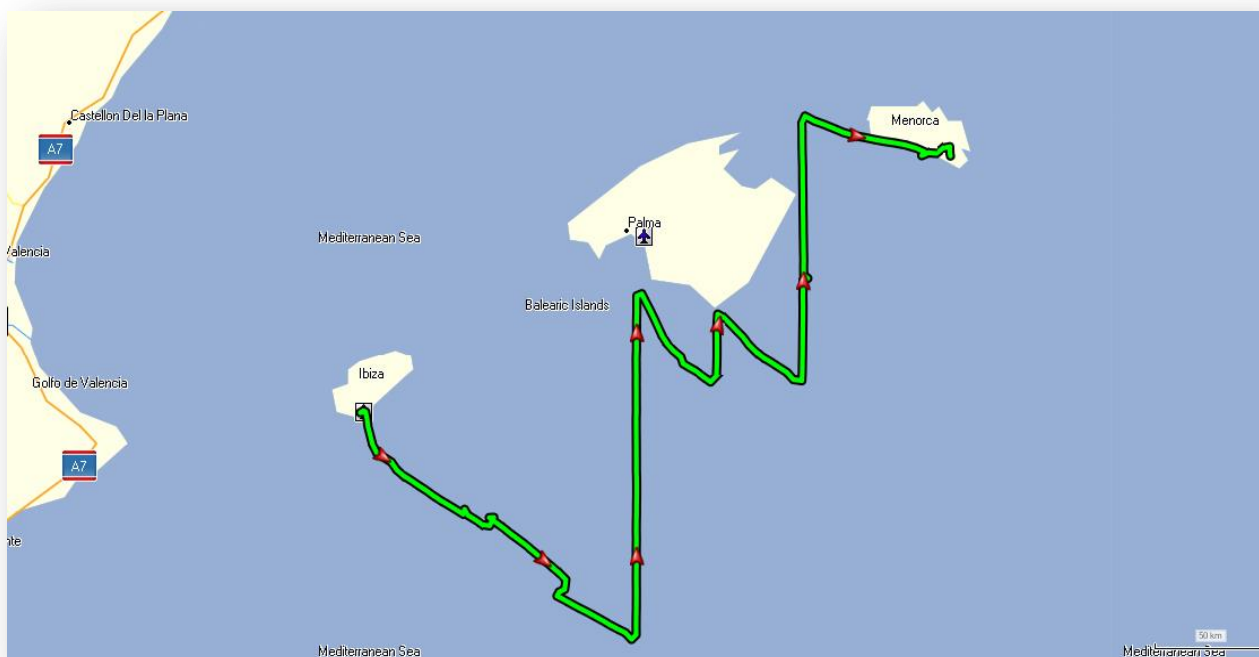 Castellon Del la Plana
A7
Menorca
Palma
Mediterranean Sea
Valencia
Balearic Islands
Ibiza
Golfo de Valencia
A7
nte
50 km
Mediterranean Sea
Mediterranean Sea